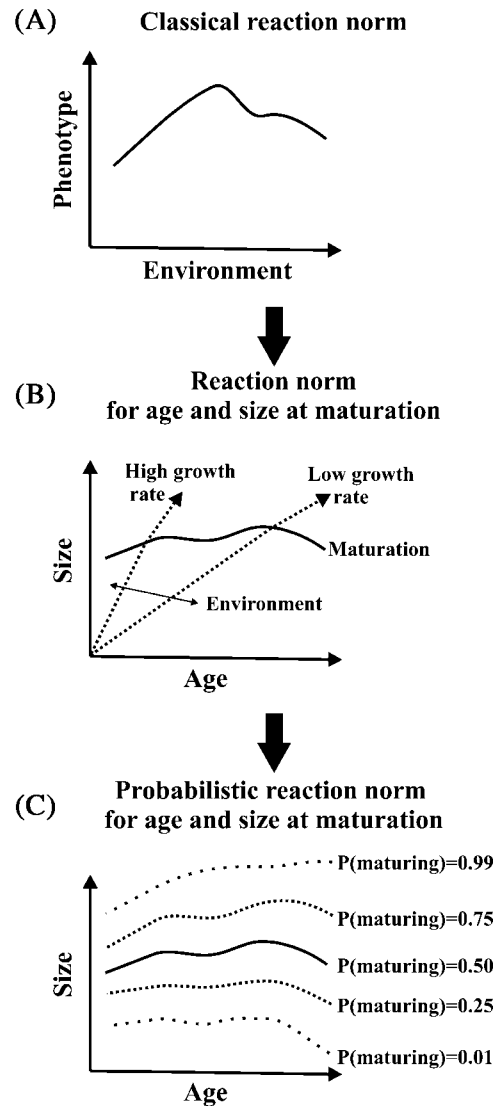 (A)
Classical reaction norm
Phenotype
Environment
(B)
Reaction norm
for age and size at maturation
High growth
rate
Low growth
rate
Maturation
Environment
Size
Age
(C)
Probabilistic reaction norm
for age and size at maturation
P(maturing)=0.99
P(maturing)=0.75
P(maturing)=0.50
P(maturing)=0.25
P(maturing)=0.01
Size
Age